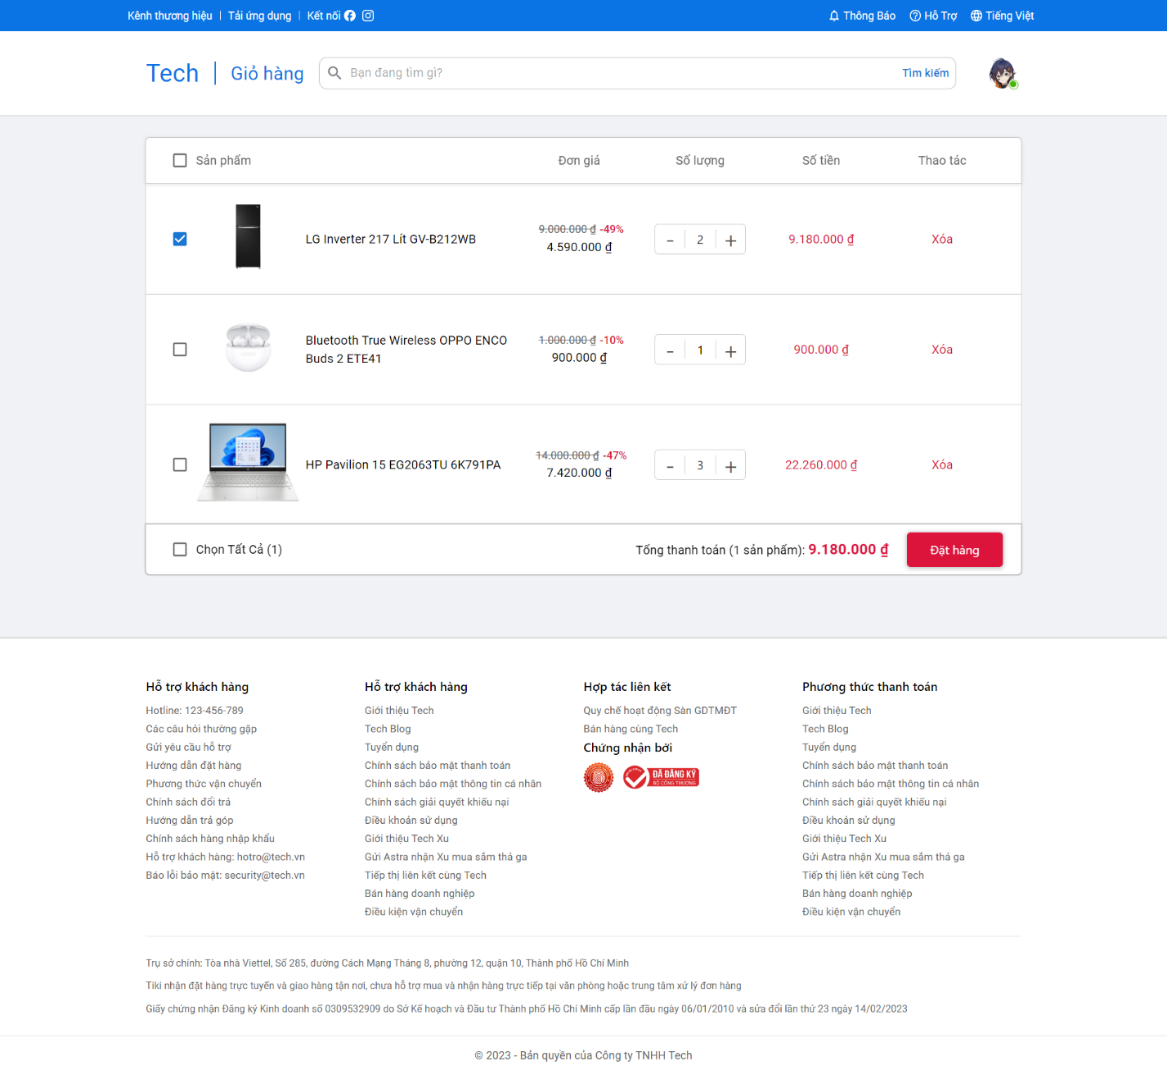 Kênh thương hiệu | Tải ứng dụng | Kết nối
Thông Báo Hỗ Trợ Tiếng Việt
Tech | Giỏ hàng
Bạn đang tìm gì?
Tìm kiếm
Sản phẩm Đơn giá Số lượng Số tiền Thao tác
LG Inverter 217 Lít GV-B212WB
9.000.000 ₫ -49%
4.590.000 ₫
- 2 +
9.180.000 ₫
Xóa
Bluetooth True Wireless OPPO ENCO
Buds 2 ETE41
1.000.000 ₫ -10%
900.000 ₫
- 1 +
900.000 ₫
Xóa
HP Pavilion 15 EG2063TU 6K791PA
14.000.000 ₫ -47%
7.420.000 ₫
- 3 +
22.260.000 ₫
Xóa
Chọn Tất Cả (1)
Tổng thanh toán (1 sản phẩm): 9.180.000 ₫
Đặt hàng
Hỗ trợ khách hàng
Hotline: 123-456-789
Các câu hỏi thường gặp
Gửi yêu cầu hỗ trợ
Hướng dẫn đặt hàng
Phương thức vận chuyển
Chính sách đổi trả
Hướng dẫn trả góp
Chính sách hàng nhập khẩu
Hỗ trợ khách hàng: hotro@tech.vn
Báo lỗi bảo mật: security@tech.vn
Hỗ trợ khách hàng
Giới thiệu Tech
Tech Blog
Tuyển dụng
Chính sách bảo mật thanh toán
Chính sách bảo mật thông tin cá nhân
Chính sách giải quyết khiếu nại
Điều khoản sử dụng
Giới thiệu Tech Xu
Gửi Astra nhận Xu mua sắm thả ga
Tiếp thị liên kết cùng Tech
Bán hàng doanh nghiệp
Điều kiện vận chuyển
Hợp tác liên kết
Quy chế hoạt động Sàn GDTMĐT
Bán hàng cùng Tech
Chứng nhận bởi
ĐÃ ĐĂNG KÝ
BỘ CÔNG THƯƠNG
Phương thức thanh toán
Giới thiệu Tech
Tech Blog
Tuyển dụng
Chính sách bảo mật thanh toán
Chính sách bảo mật thông tin cá nhân
Chính sách giải quyết khiếu nại
Điều khoản sử dụng
Giới thiệu Tech Xu
Gửi Astra nhận Xu mua sắm thả ga
Tiếp thị liên kết cùng Tech
Bán hàng doanh nghiệp
Điều kiện vận chuyển
Trụ sở chính: Tòa nhà Viettel, Số 285, đường Cách Mạng Tháng 8, phường 12, quận 10, Thành phố Hồ Chí Minh
Tiki nhận đặt hàng trực tuyến và giao hàng tận nơi, chưa hỗ trợ mua và nhận hàng trực tiếp tại văn phòng hoặc trung tâm xử lý đơn hàng
Giấy chứng nhận Đăng ký Kinh doanh số 0309532909 do Sở Kế hoạch và Đầu tư Thành phố Hồ Chí Minh cấp lần đầu ngày 06/01/2010 và sửa đổi lần thứ 23 ngày 14/02/2023
© 2023 - Bản quyền của Công ty TNHH Tech